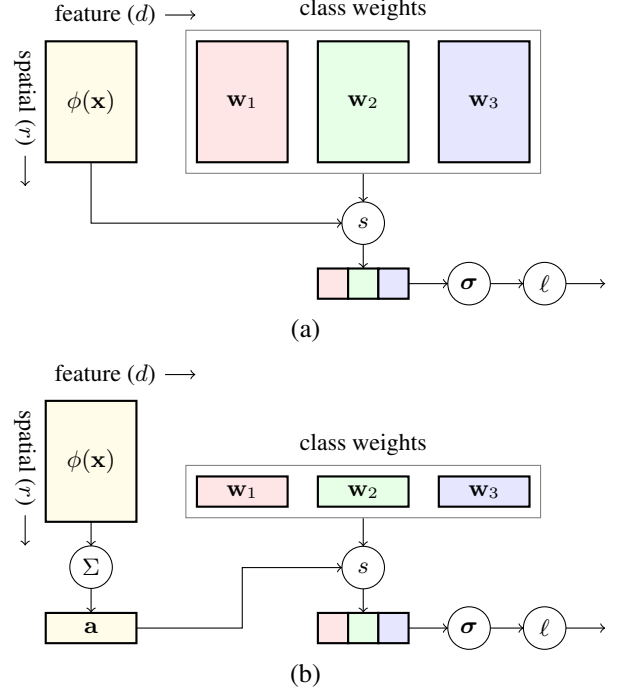 feature (d)
class weights
spatial (r)
ϕ(x)
w₁
w₂
w₃
s
σ
ℓ
(a)
feature (d)
spatial (r)
ϕ(x)
class weights
w₁
w₂
w₃
Σ
s
a
σ
ℓ
(b)